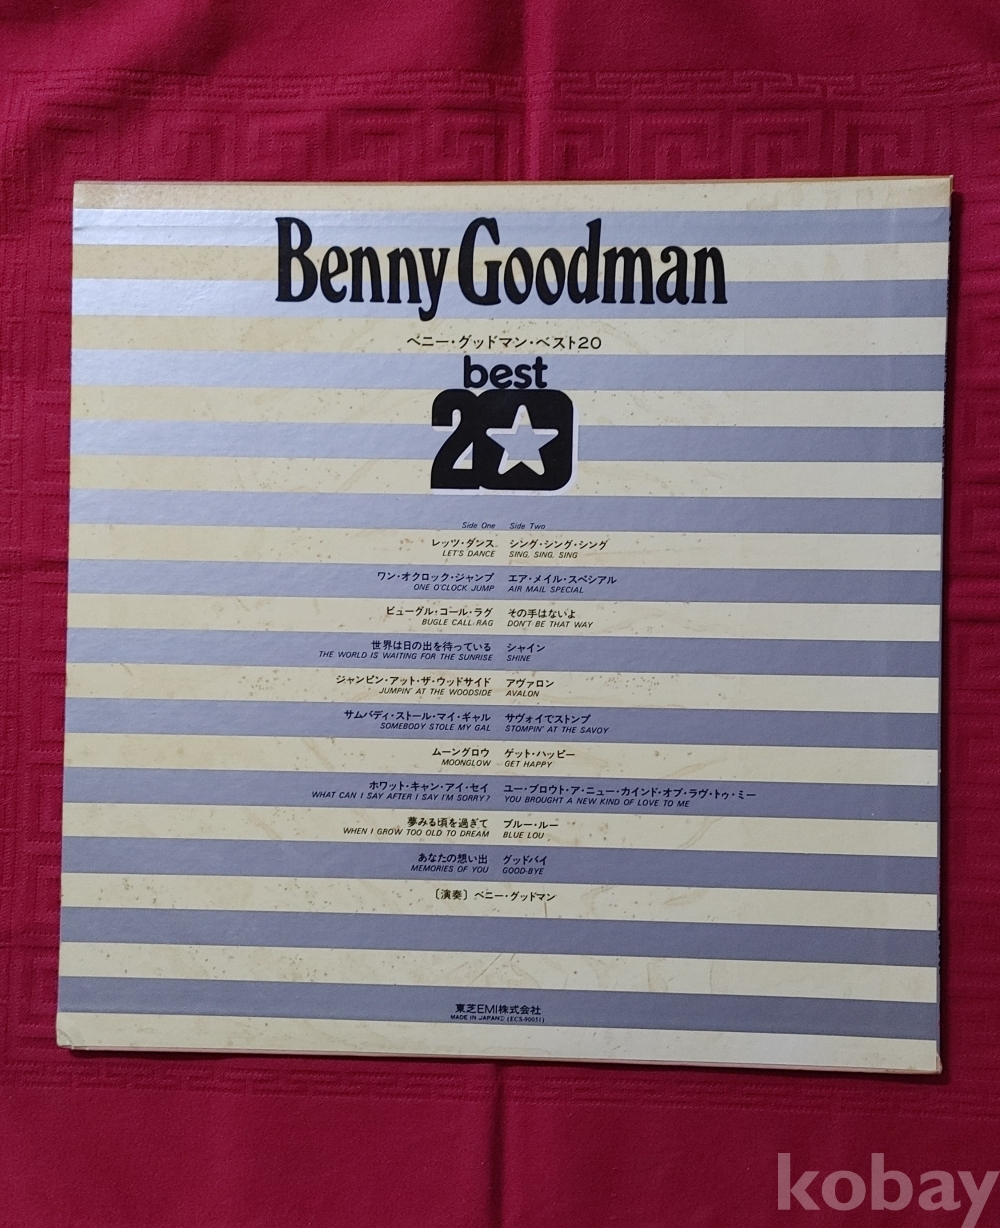 Benny Goodman
ベニー・グッドマン・ベスト20
best
20
Side One Side Two
レッツ・ダンス シング・シング・シング
LET'S DANCE SING, SING, SING
ワン・オクロック・ジャンプ エア・メイル・スペシアル
ONE O'CLOCK JUMP AIR MAIL SPECIAL
ビューグル・コール・ラグ その手はないよ
BUGLE CALL RAG DON'T BE THAT WAY
世界は日の出を待っている シャイン
THE WORLD IS WAITING FOR THE SUNRISE SHINE
ジャンピン・アット・ザ・ウッドサイド アヴァロン
JUMPIN' AT THE WOODSIDE AVALON
サムバディ・ストール・マイ・ギャル サヴォイでストンプ
SOMEBODY STOLE MY GAL STOMPIN' AT THE SAVOY
ムーングロウ ゲット・ハッピー
MOONGLOW GET HAPPY
ホワット・キャン・アイ・セイ ユー・ブロウト・ア・ニュー・カインド・オブ・ラヴ・トゥ・ミー
WHAT CAN I SAY AFTER I SAY I'M SORRY? YOU BROUGHT A NEW KIND OF LOVE TO ME
夢みる頃を過ぎて ブルー・ルー
WHEN I GROW TOO OLD TO DREAM BLUE LOU
あなたの想い出 グッドバイ
MEMORIES OF YOU GOOD-BYE
〔演奏〕ベニー・グッドマン
東芝EMI株式会社
MADE IN JAPAN (ECS-90051)
kobay